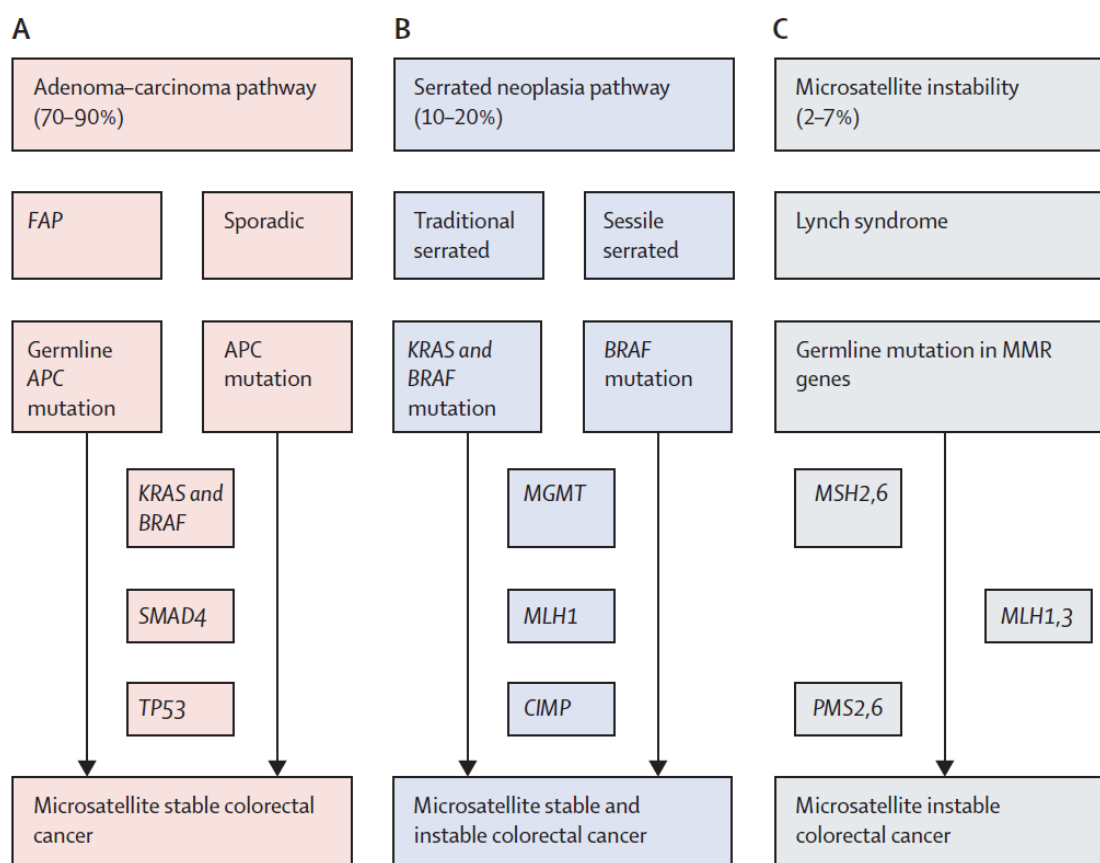 A
Adenoma–carcinoma pathway
(70–90%)
FAP
Sporadic
Germline
APC
mutation
APC
mutation
KRAS and
BRAF
SMAD4
TP53
Microsatellite stable colorectal
cancer
B
Serrated neoplasia pathway
(10–20%)
Traditional
serrated
Sessile
serrated
KRAS and
BRAF
mutation
BRAF
mutation
MGMT
MLH1
CIMP
Microsatellite stable and
instable colorectal cancer
C
Microsatellite instability
(2–7%)
Lynch syndrome
Germline mutation in MMR
genes
MSH2,6
MLH1,3
PMS2,6
Microsatellite instable
colorectal cancer